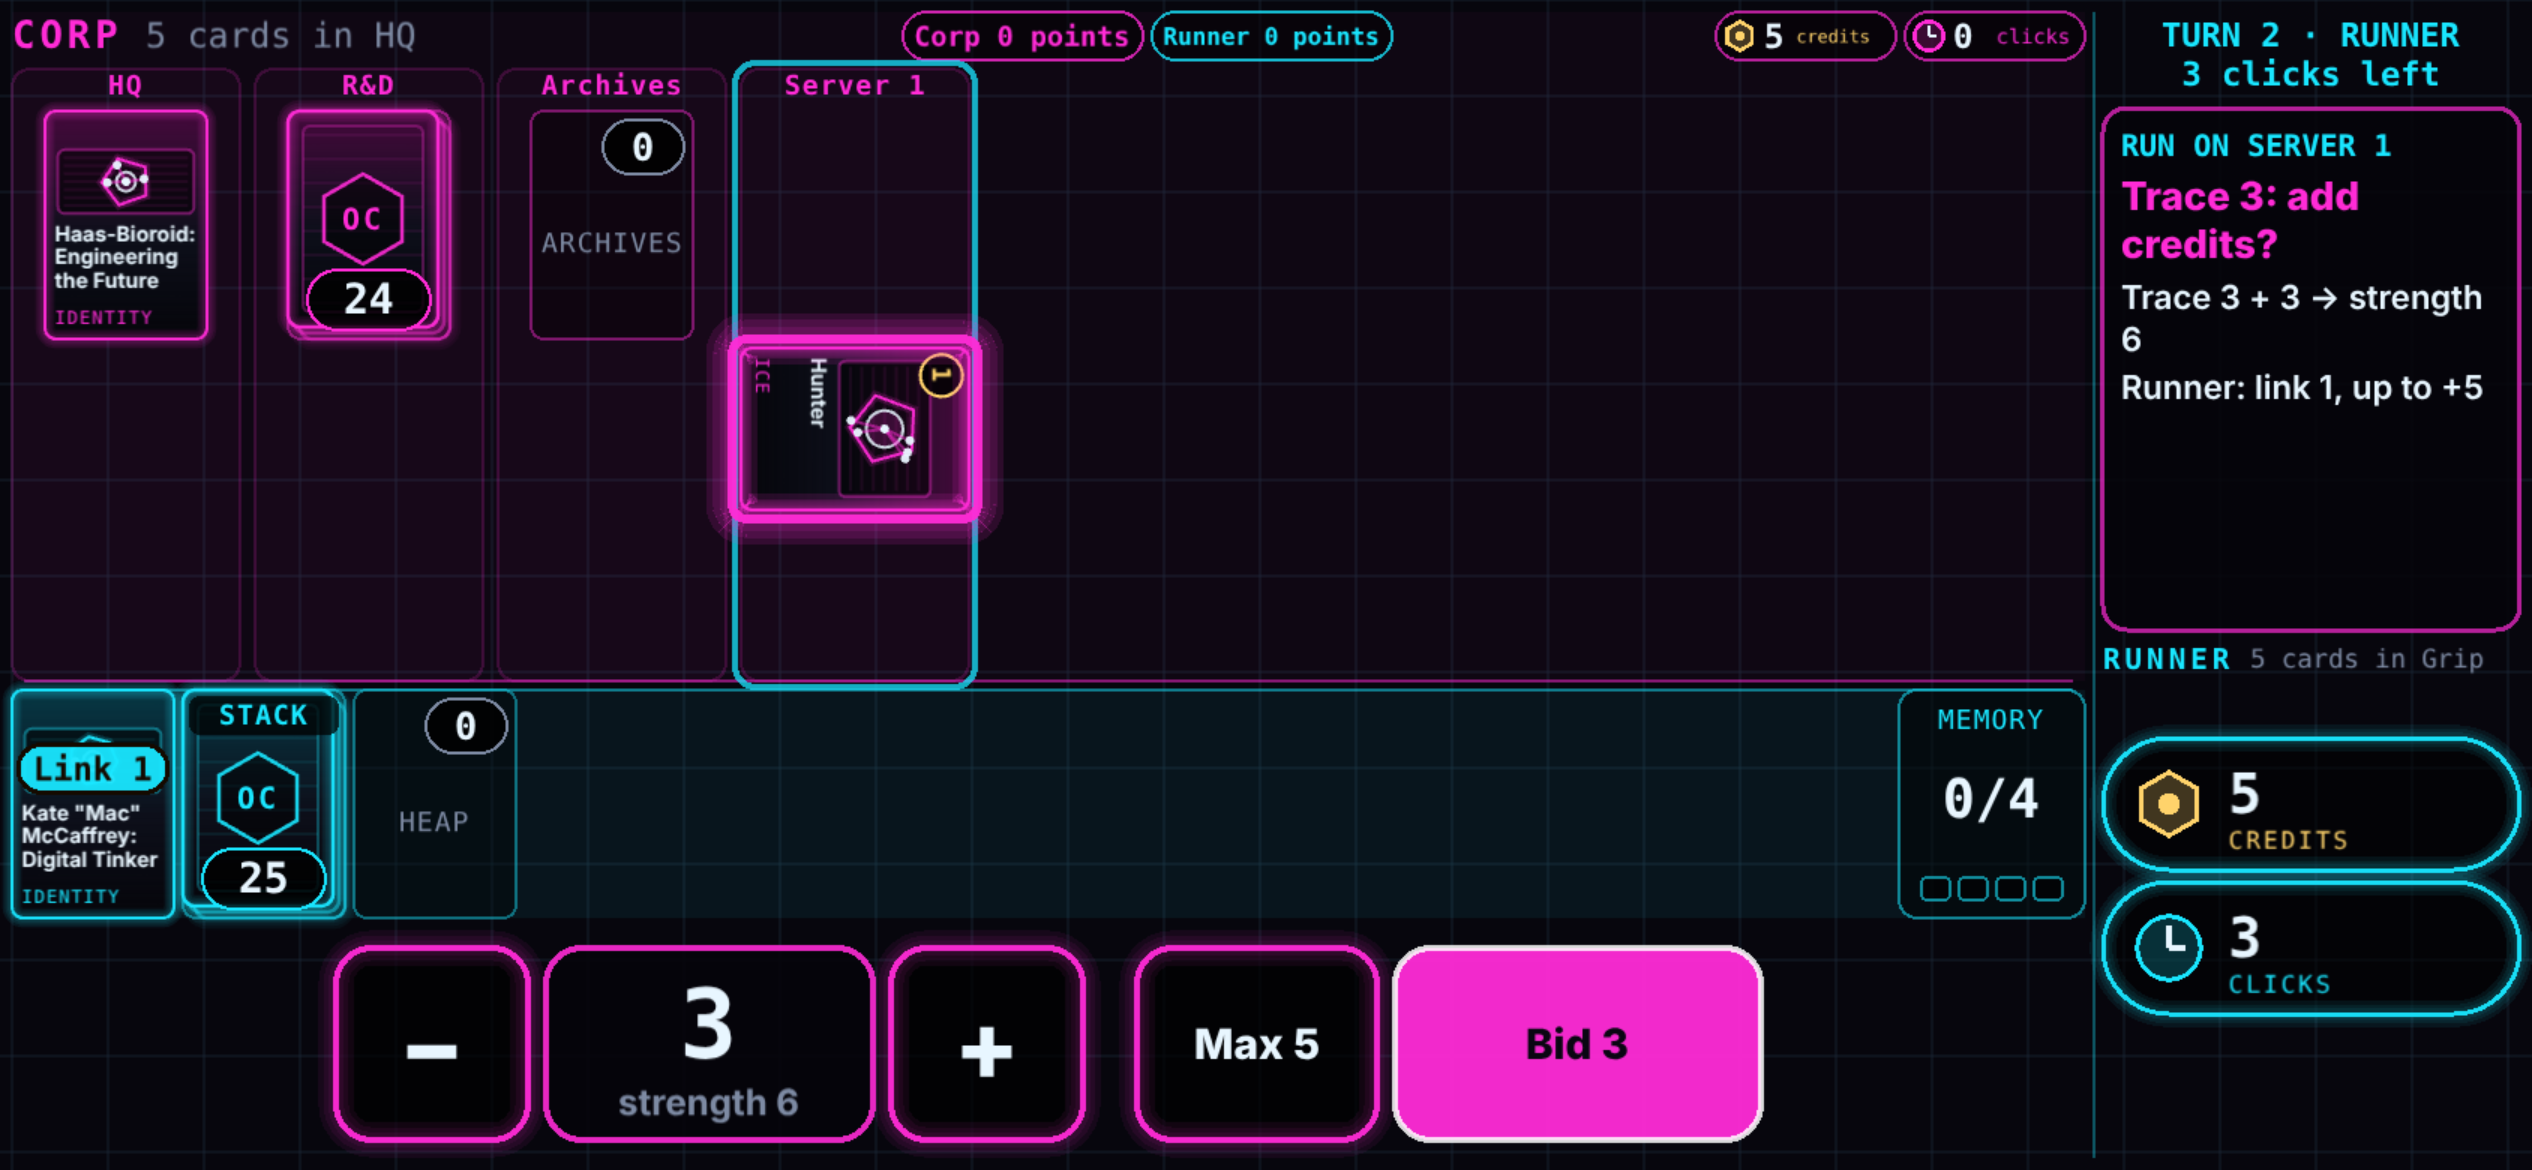 CORP 5 cards in HQ
Corp 0 points
Runner 0 points
5 credits
0 clicks
TURN 2 · RUNNER
3 clicks left
HQ
R&D
Archives
Server 1
Haas-Bioroid:
Engineering
the Future
IDENTITY
OC
24
0
ARCHIVES
ICE
Hunter
1
RUN ON SERVER 1
Trace 3: add
credits?
Trace 3 + 3 → strength
6
Runner: link 1, up to +5
RUNNER 5 cards in Grip
Link 1
Kate "Mac"
McCaffrey:
Digital Tinker
IDENTITY
STACK
OC
25
0
HEAP
MEMORY
0/4
5
CREDITS
3
CLICKS
−
3
strength 6
+
Max 5
Bid 3